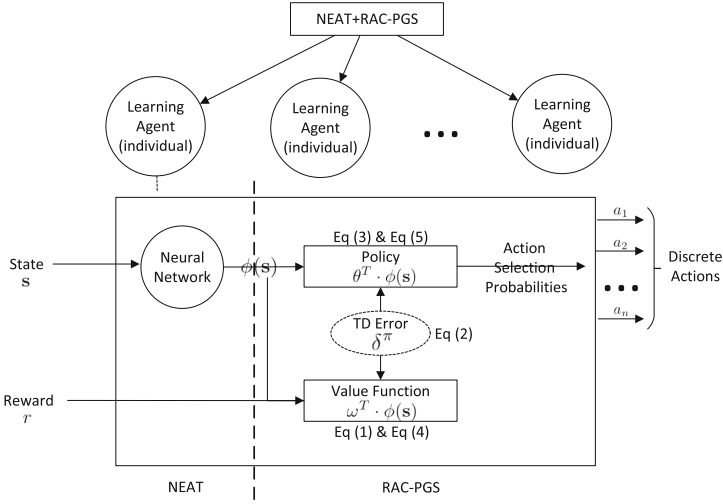 NEAT+RAC-PGS
Learning
Agent
(individual)
Learning
Agent
(individual)
Learning
Agent
(individual)
Eq (3) & Eq (5)
Policy
θ^T · ϕ(s)
Neural
Network
ϕ(s)
State
s
Action
Selection
Probabilities
a_1
a_2
a_n
Discrete
Actions
TD Error
δ^π
Eq (2)
Reward
r
Value Function
ω^T · ϕ(s)
Eq (1) & Eq (4)
NEAT
RAC-PGS